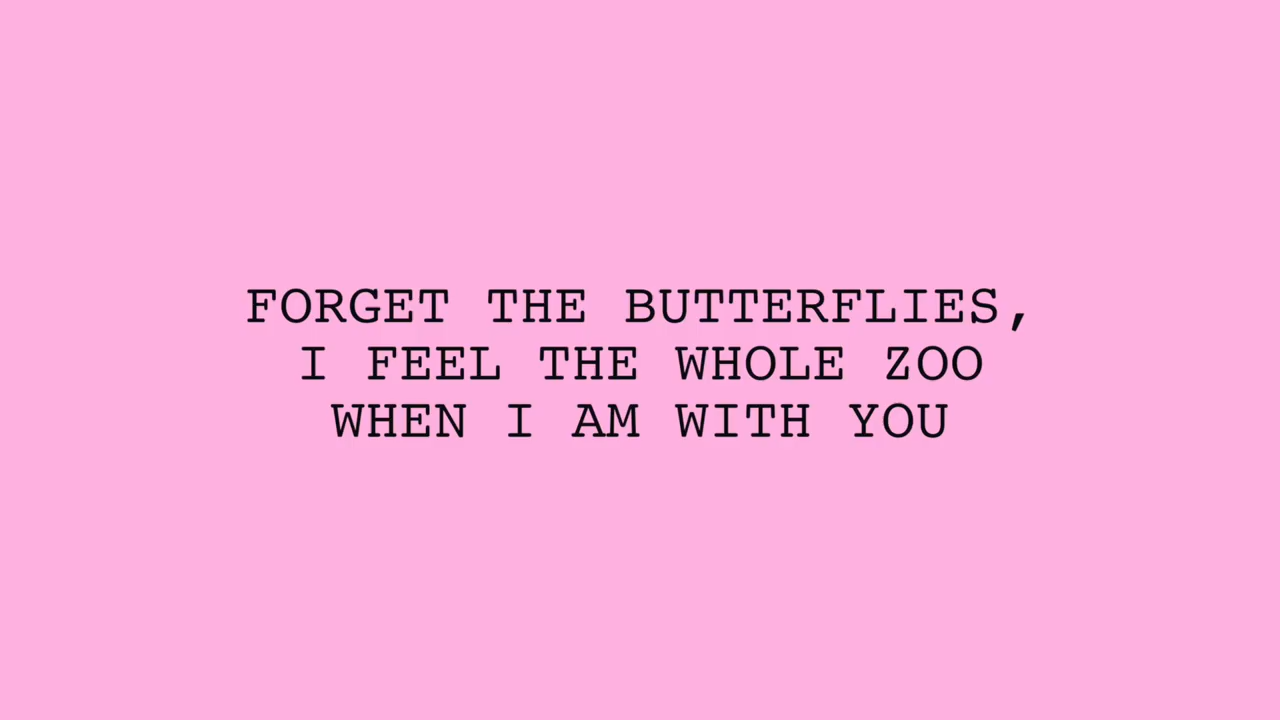 FORGET THE BUTTERFLIES,
I FEEL THE WHOLE ZOO
WHEN I AM WITH YOU